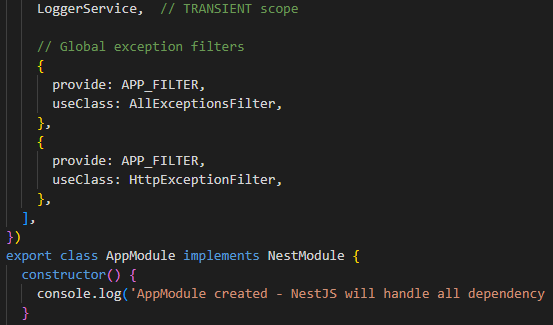 LoggerService,  // TRANSIENT scope
// Global exception filters
{
provide: APP_FILTER,
useClass: AllExceptionsFilter,
},
{
provide: APP_FILTER,
useClass: HttpExceptionFilter,
},
],
})
export class AppModule implements NestModule {
constructor() {
console.log('AppModule created - NestJS will handle all dependency
}